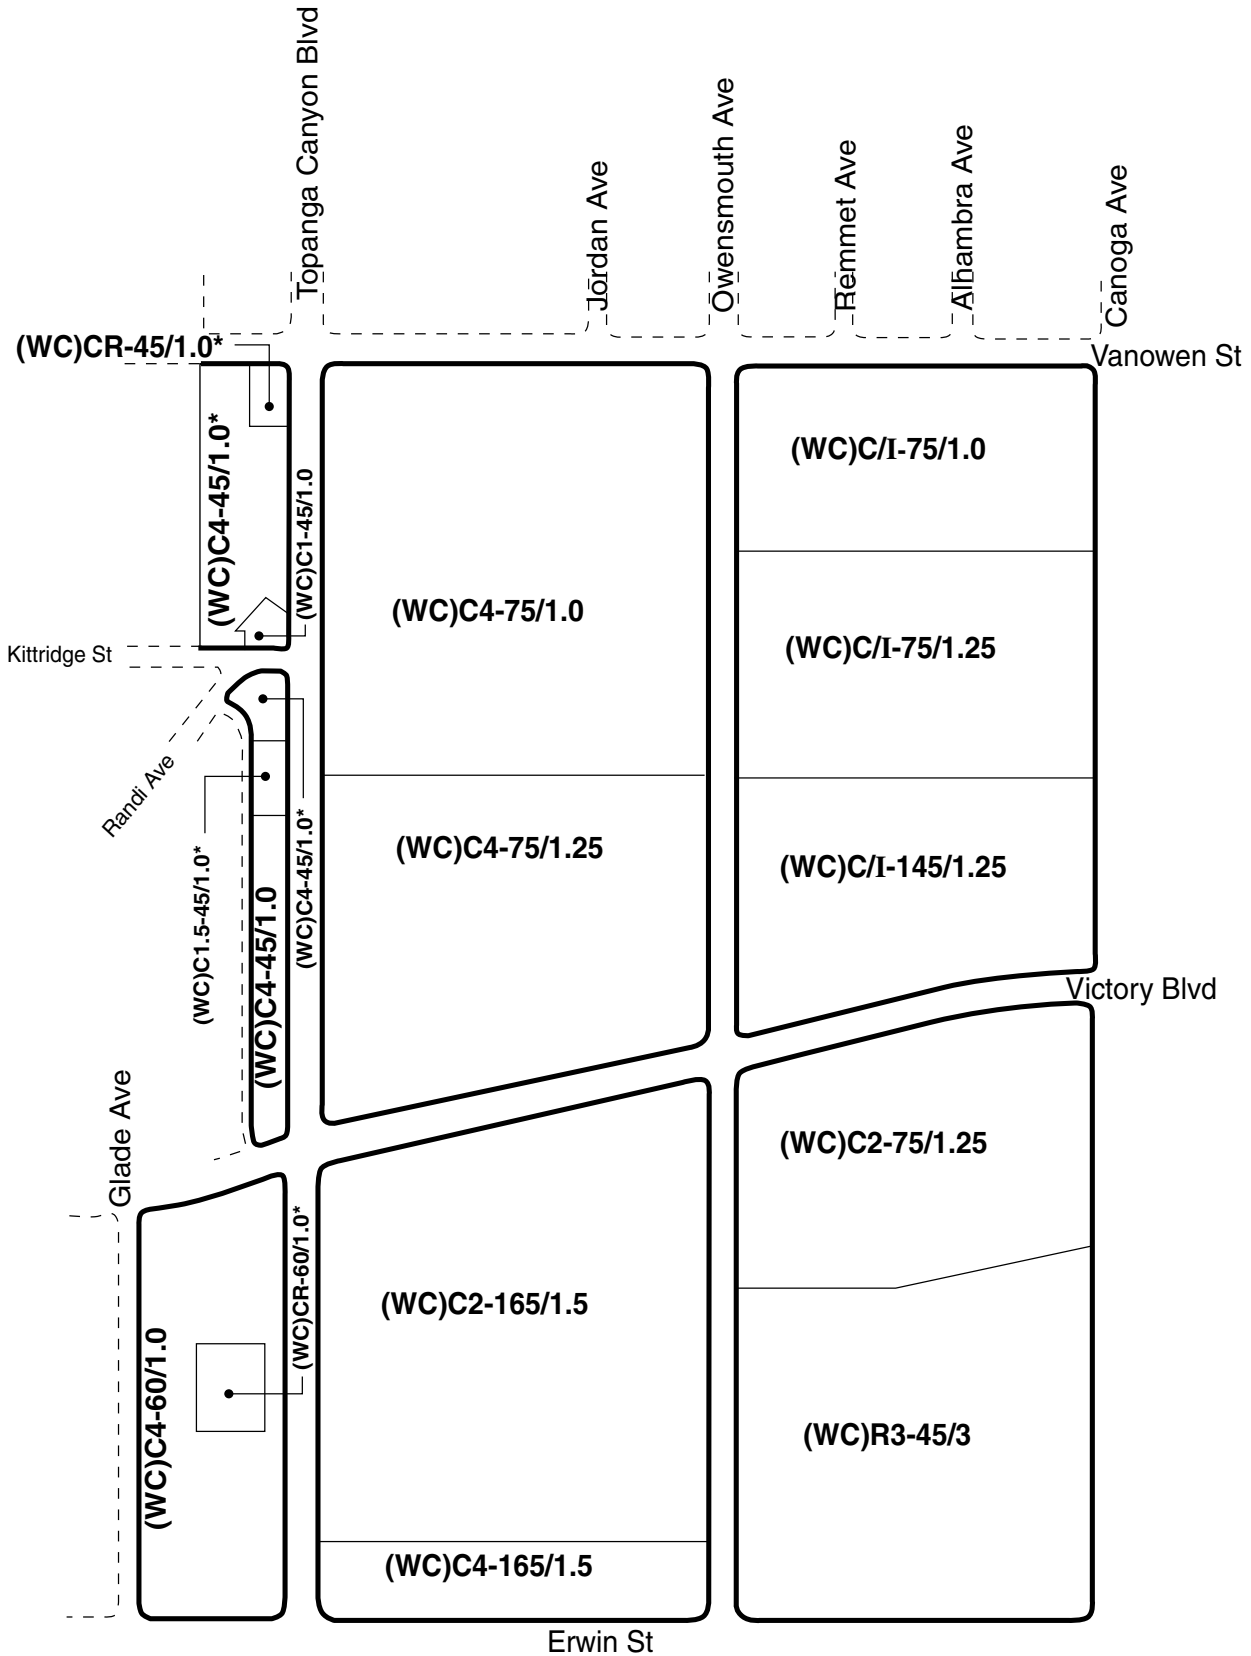 Topanga Canyon Blvd
Jordan Ave
Owensmouth Ave
Remmet Ave
Alhambra Ave
Canoga Ave
Vanowen St
(WC)CR-45/1.0*
(WC)C4-45/1.0*
(WC)C1-45/1.0
(WC)C/I-75/1.0
(WC)C4-75/1.0
(WC)C/I-75/1.25
Kittridge St
Randi Ave
(WC)C1.5-45/1.0*
(WC)C4-45/1.0
(WC)C4-45/1.0*
(WC)C4-75/1.25
(WC)C/I-145/1.25
Victory Blvd
Glade Ave
(WC)C2-75/1.25
(WC)CR-60/1.0*
(WC)C2-165/1.5
(WC)C4-60/1.0
(WC)R3-45/3
(WC)C4-165/1.5
Erwin St